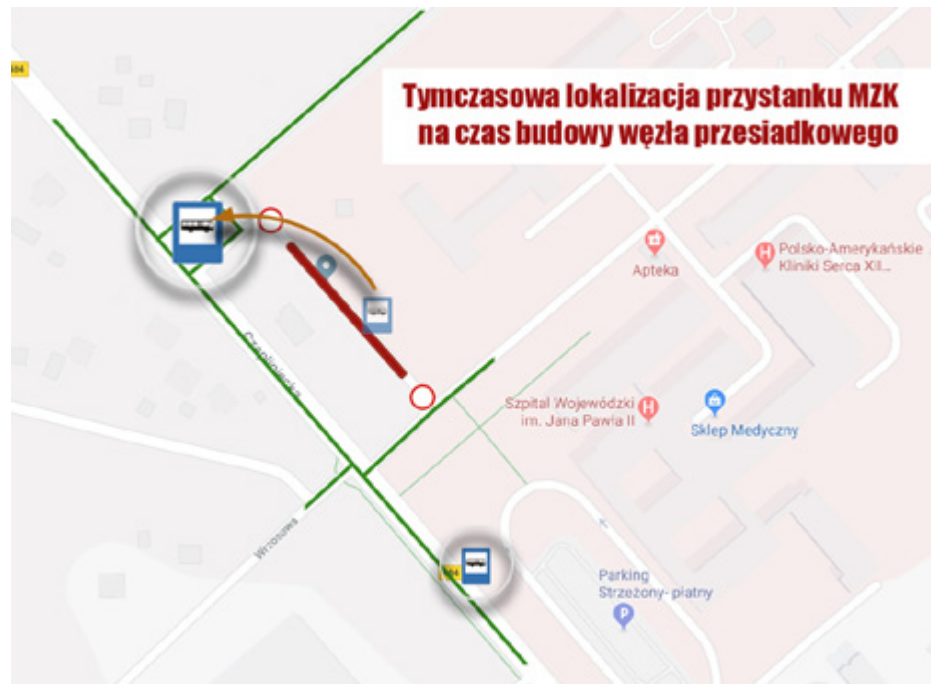 Tymczasowa lokalizacja przystanku MZK
na czas budowy węzła przesiadkowego
Apteka
Polsko-Amerykańskie
Kliniki Serca XII...
Czapliniecka
Szpital Wojewódzki
im. Jana Pawła II
Sklep Medyczny
Wrzosowa
Parking
Strzeżony- płatny